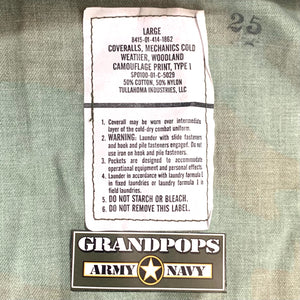 25
LARGE
8415-01-414-1862
COVERALLS, MECHANICS COLD
WEATHER, WOODLAND
CAMOUFLAGE PRINT, TYPE I
SPO100-01-C-5029
50% COTTON, 50% NYLON
TULLAHOMA INDUSTRIES, LLC
1. Coverall may be worn over intermediate
layer of the cold-dry combat uniform.
2. WARNING: Launder with slide fasteners
and hook and pile fasteners engaged. Do not
use iron on hook and pile fasteners.
3. Pockets are designed to accommodate
operational equipment and personal effects.
4. Launder in accordance with laundry formula I
in fixed laundries or laundry formula I in
field laundries.
5. DO NOT STARCH OR BLEACH.
6. DO NOT REMOVE THIS LABEL.
GRANDPOPS
ARMY NAVY